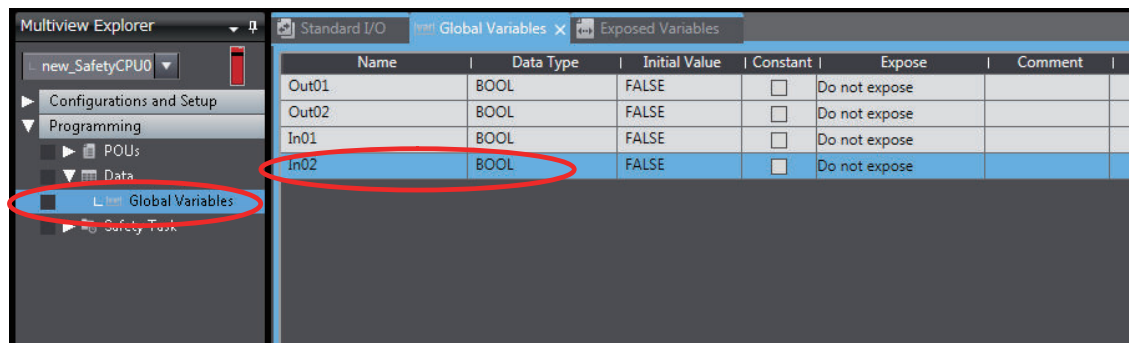 Multiview Explorer
new_SafetyCPU0
Configurations and Setup
Programming
POUs
Data
Global Variables
Safety Task
Standard I/O Global Variables Exposed Variables
Name Data Type Initial Value Constant Expose Comment
Out01 BOOL FALSE Do not expose
Out02 BOOL FALSE Do not expose
In01 BOOL FALSE Do not expose
In02 BOOL FALSE Do not expose